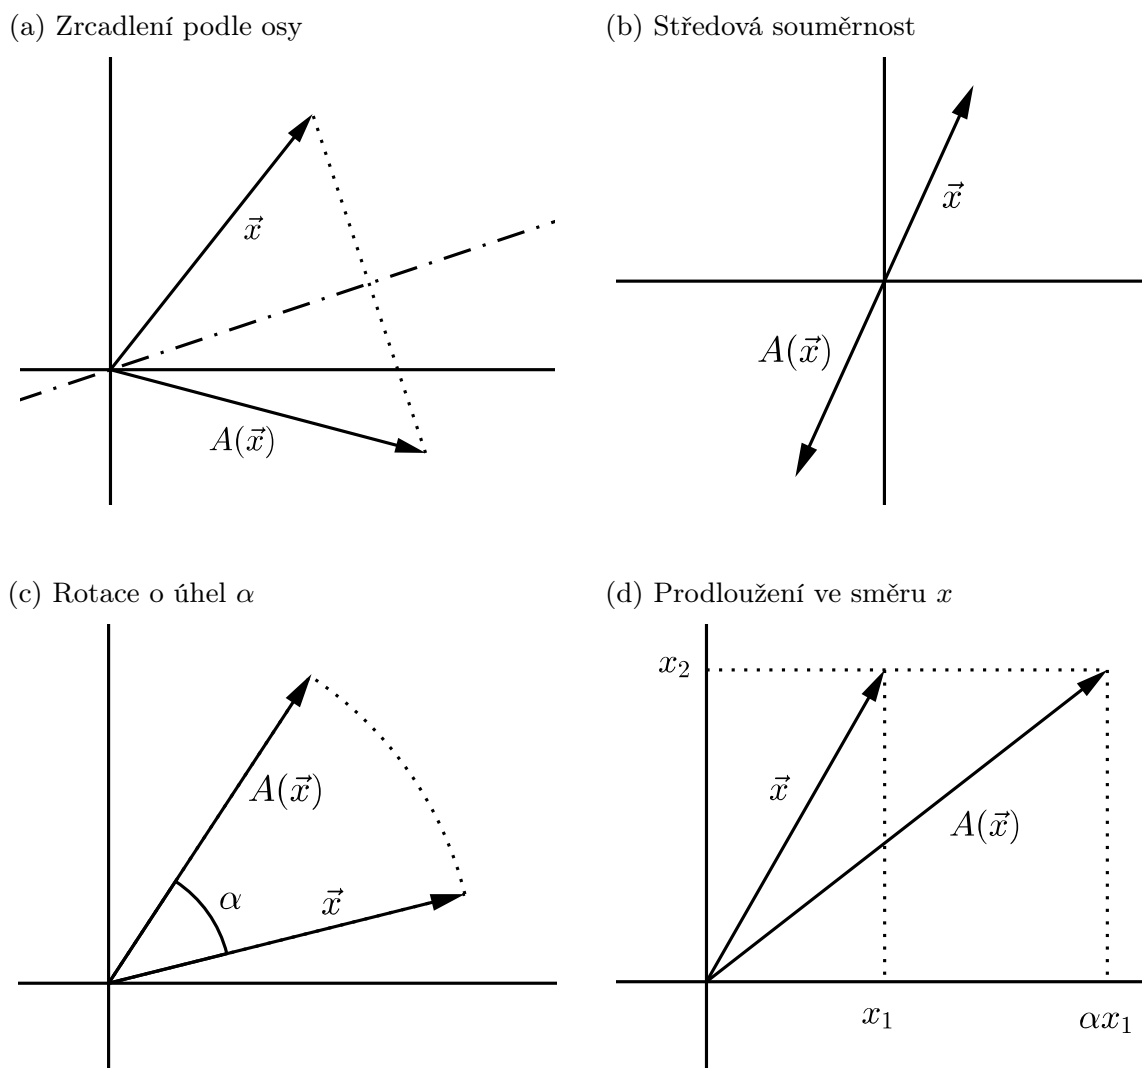 (a) Zrcadlení podle osy
(b) Středová souměrnost
x⃗
A(x⃗)
x⃗
A(x⃗)
(c) Rotace o úhel α
(d) Prodloužení ve směru x
A(x⃗)
α
x⃗
x₂
x⃗
A(x⃗)
x₁
αx₁